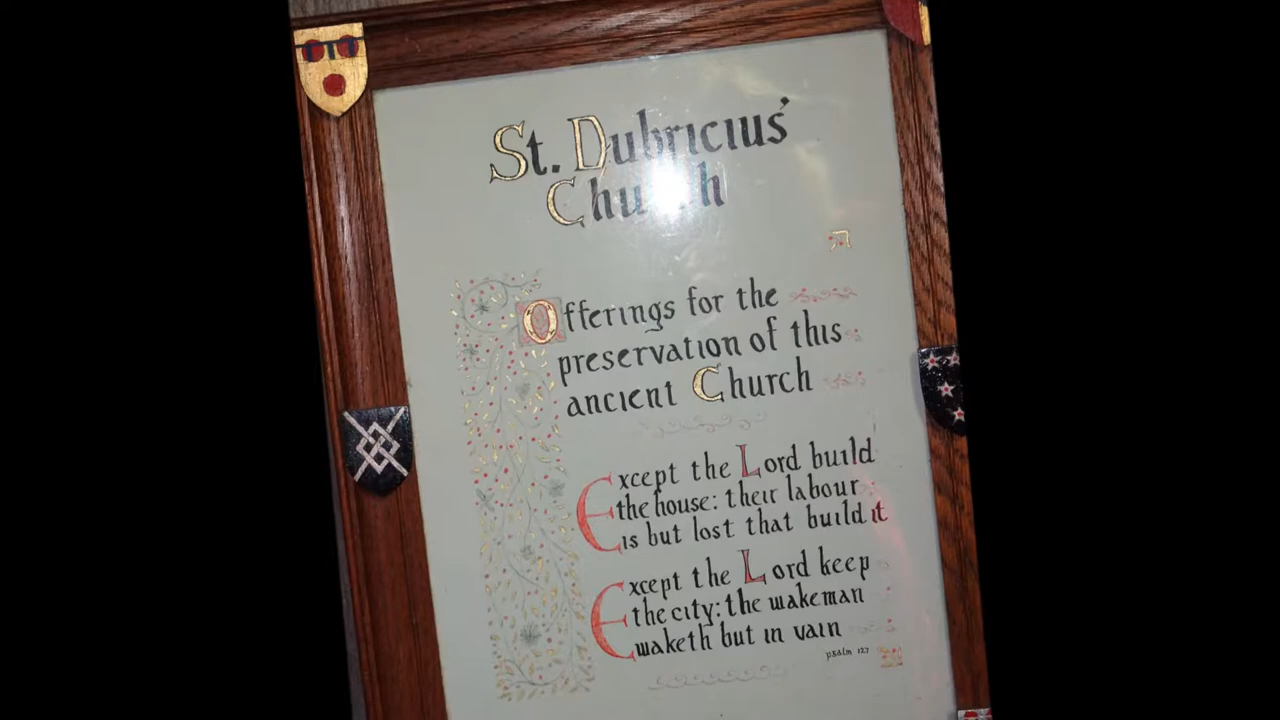 St. Dubricius'
Church
Offerings for the
preservation of this
ancient Church
Except the Lord build
the house: their labour
is but lost that build it
Except the Lord keep
the city: the wakeman
waketh but in vain
psalm 127